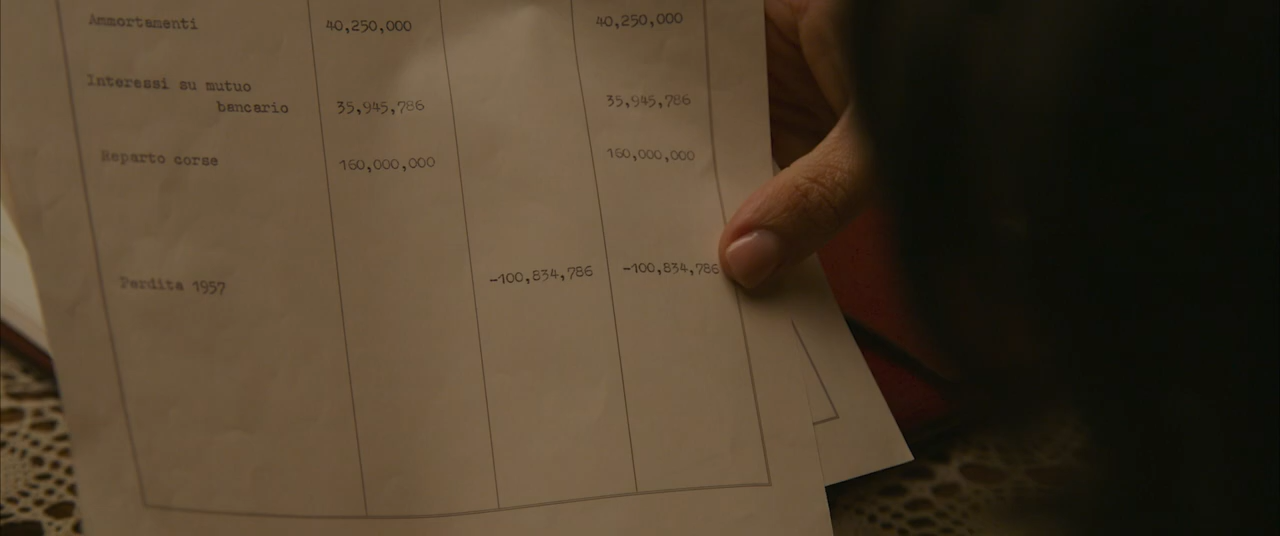 Ammortamenti 40,250,000 40,250,000
Interessi su mutuo
bancario 35,945,786 35,945,786
Reparto corse 160,000,000 160,000,000
Perdita 1957 -100,834,786 -100,834,786